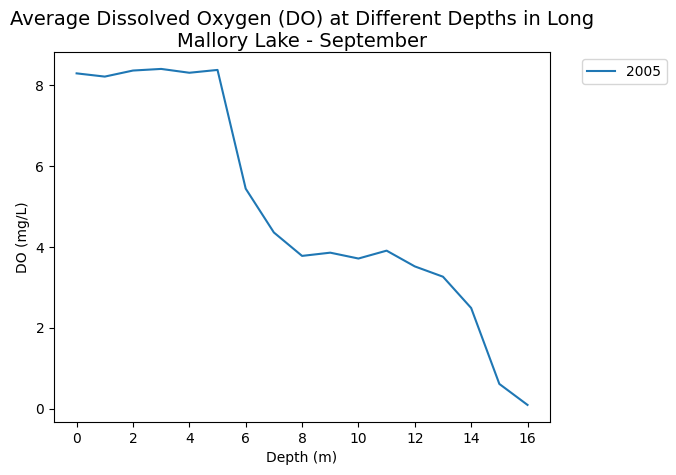 Average Dissolved Oxygen (DO) at Different Depths in Long
Mallory Lake - September
2005
8
6
4
2
0
DO (mg/L)
0 2 4 6 8 10 12 14 16
Depth (m)